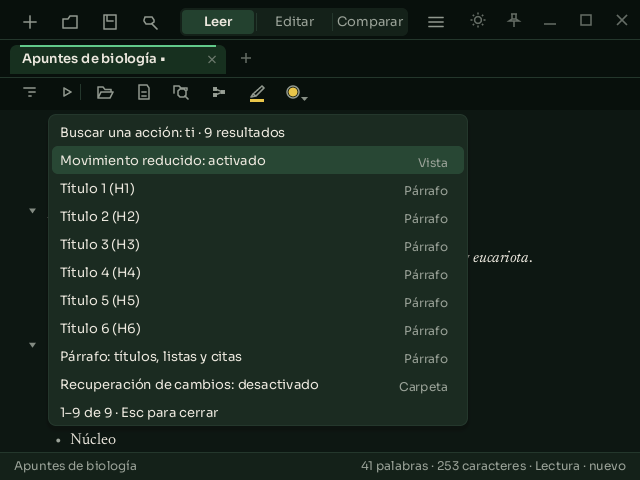 Leer
Editar
Comparar
Apuntes de biología •
Buscar una acción: ti · 9 resultados
Movimiento reducido: activado Vista
Título 1 (H1) Párrafo
Título 2 (H2) Párrafo
Título 3 (H3) Párrafo
Título 4 (H4) Párrafo
Título 5 (H5) Párrafo
Título 6 (H6) Párrafo
Párrafo: títulos, listas y citas Párrafo
Recuperación de cambios: desactivado Carpeta
1–9 de 9 · Esc para cerrar
eucariota.
• Núcleo
Apuntes de biología 41 palabras · 253 caracteres · Lectura · nuevo